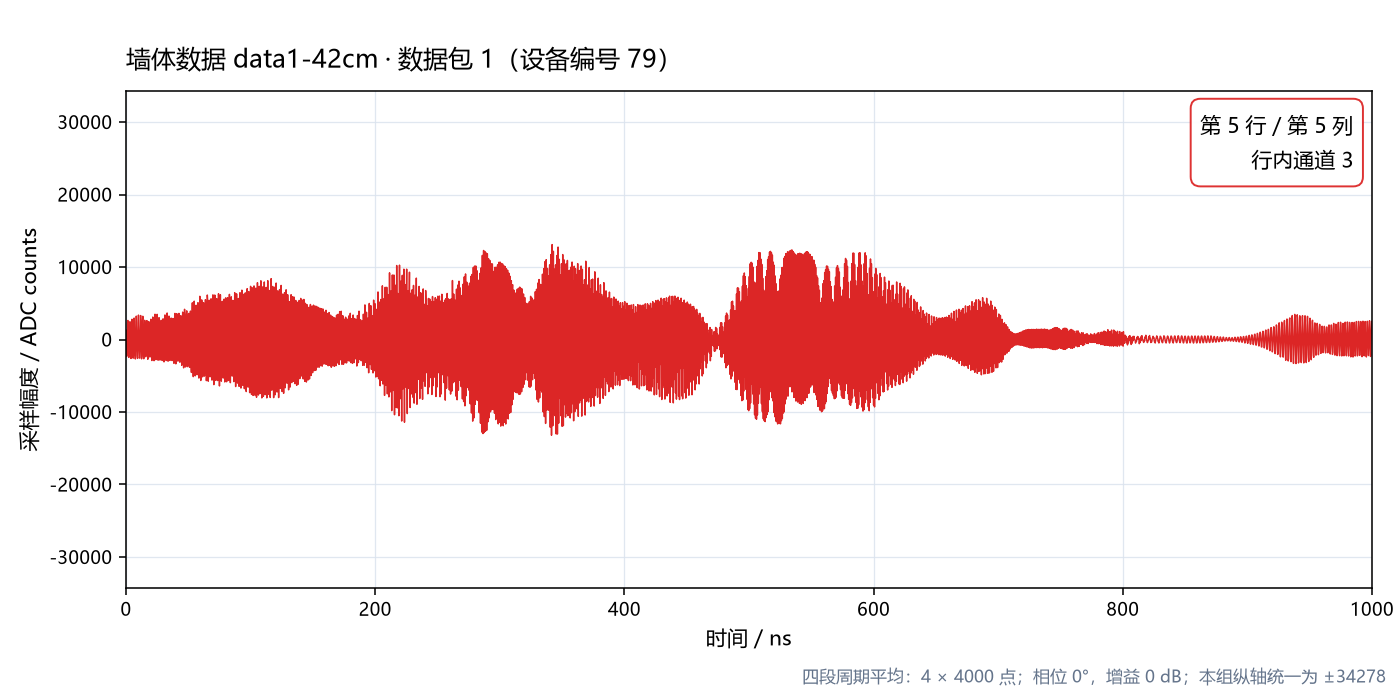 墙体数据 data1-42cm · 数据包 1（设备编号 79）
第 5 行 / 第 5 列
行内通道 3
采样幅度 / ADC counts
30000
20000
10000
0
-10000
-20000
-30000
0
200
400
600
800
1000
时间 / ns
四段周期平均：4 × 4000 点；相位 0°，增益 0 dB；本组纵轴统一为 ±34278